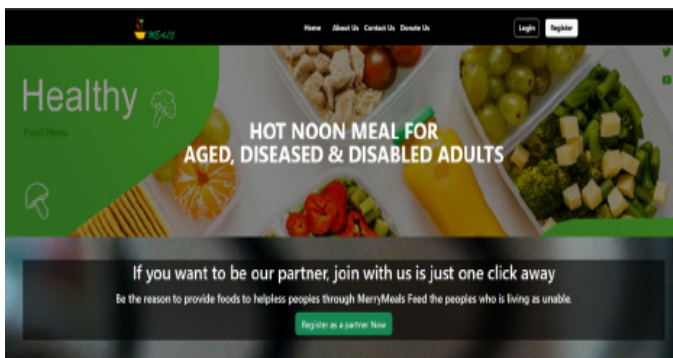 MEALS
Home About Us Contact Us Donate Us Login Register
Healthy
Food Menu
HOT NOON MEAL FOR
AGED, DISEASED & DISABLED ADULTS
If you want to be our partner, join with us is just one click away
Be the reason to provide foods to helpless peoples through MerryMeals Feed the peoples who is living as unable.
Register as a partner Now